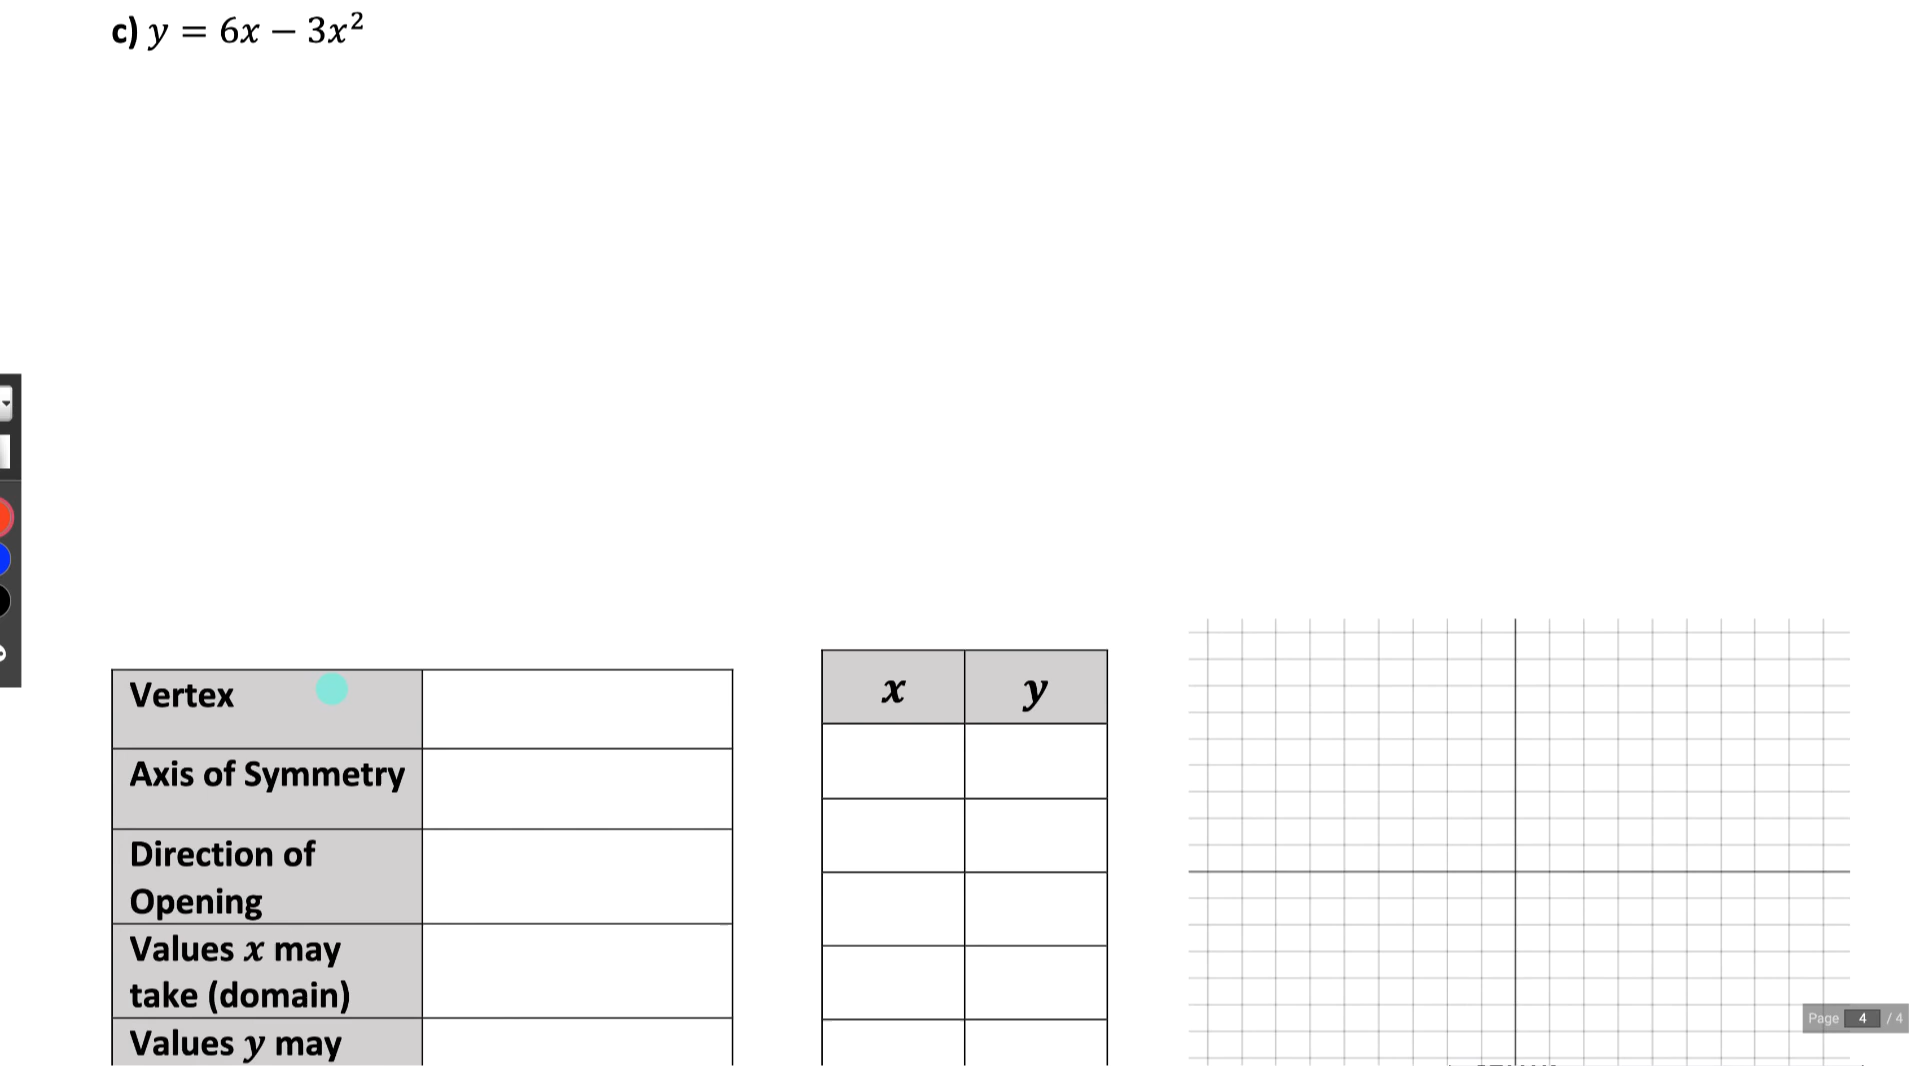 c) y = 6x − 3x²
Vertex
Axis of Symmetry
Direction of
Opening
Values x may
take (domain)
Values y may
x y
Page 4 / 4